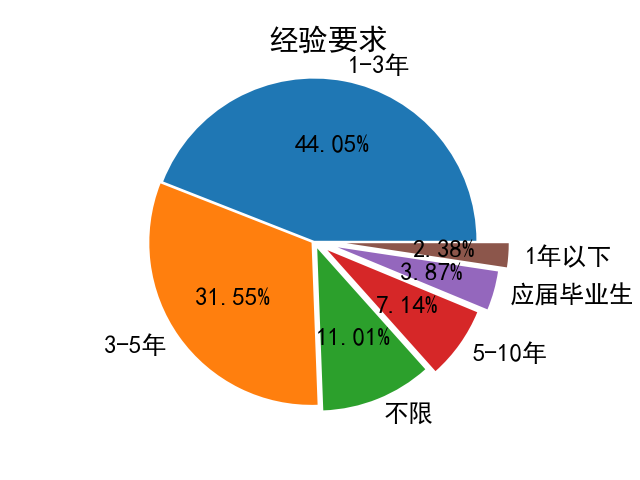 经验要求
1-3年
44.05%
2.38%
1年以下
3.87%
应届毕业生
31.55%
7.14%
11.01%
3-5年
5-10年
不限